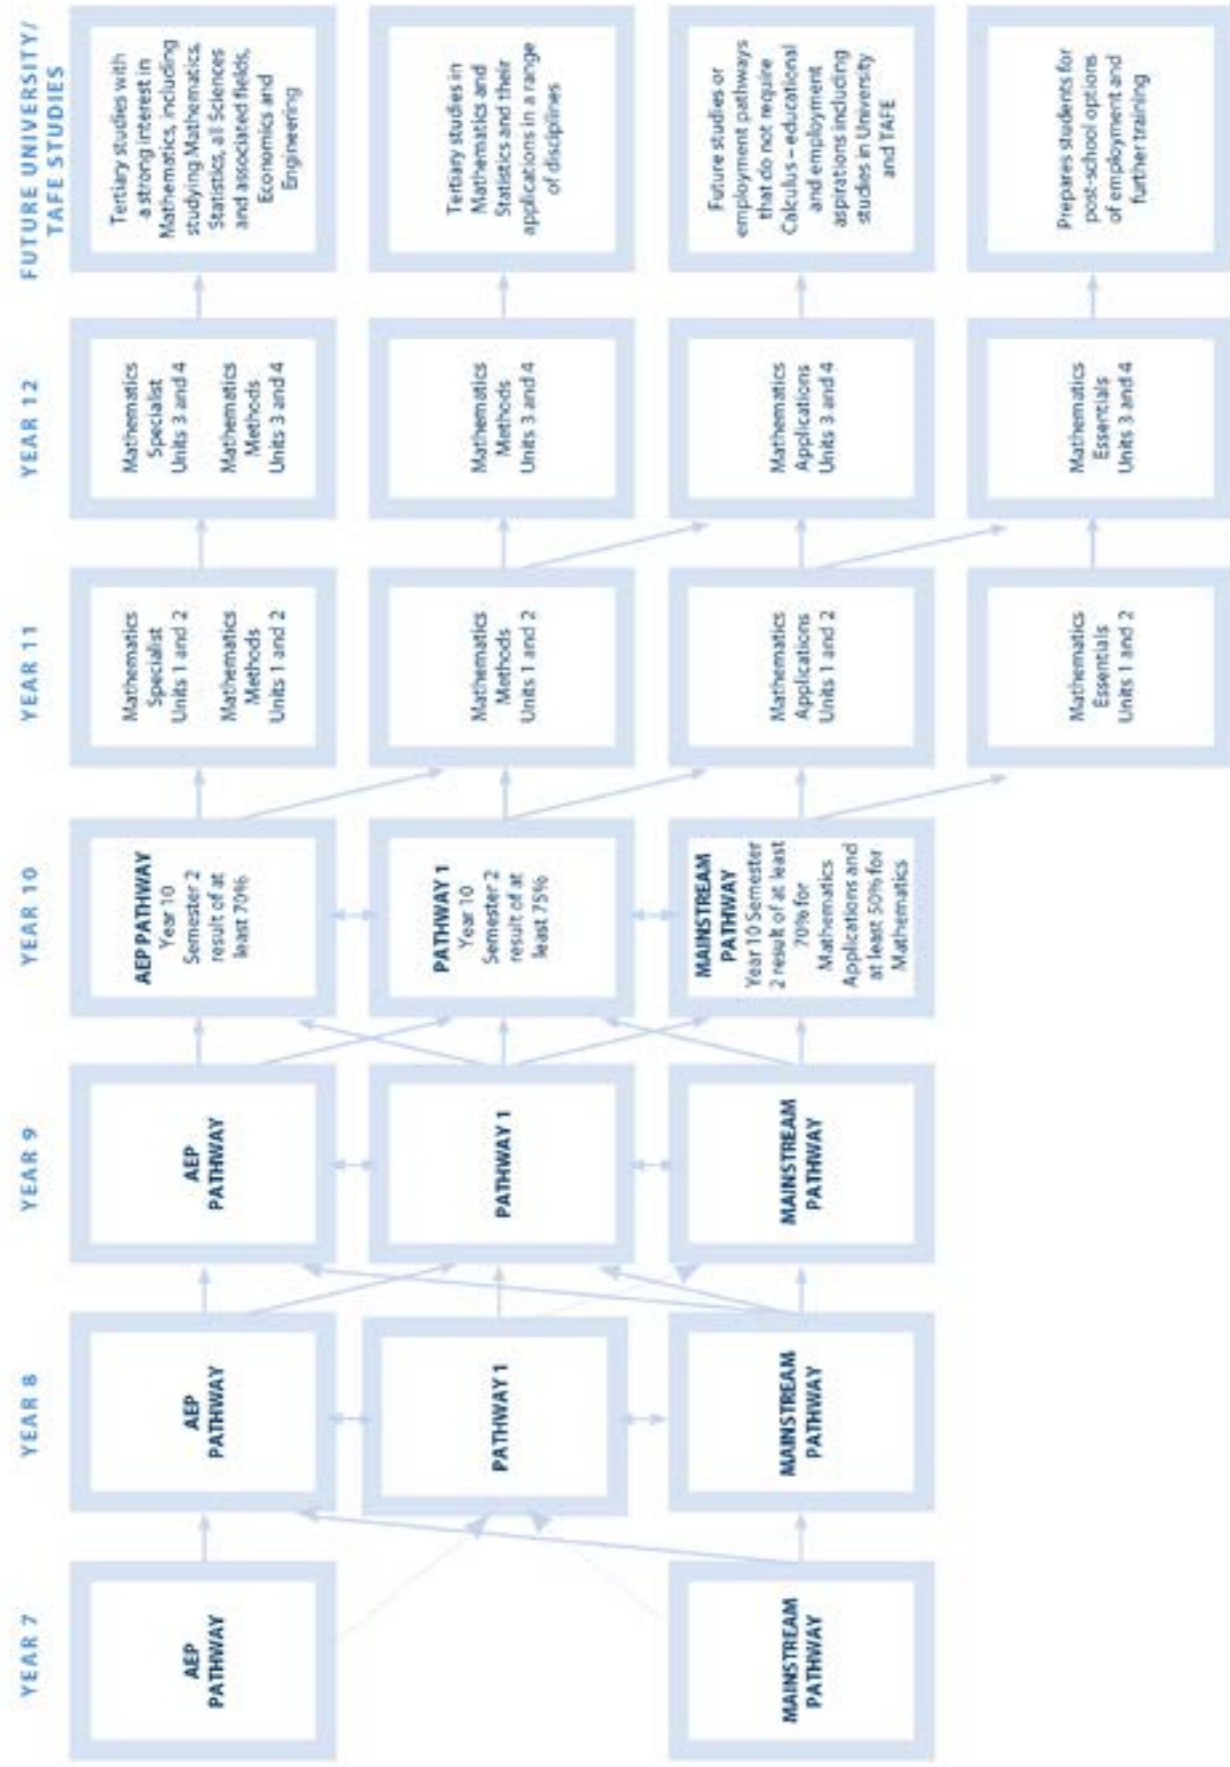 YEAR 7
YEAR 8
YEAR 9
YEAR 10
YEAR 11
YEAR 12
FUTURE UNIVERSITY/
TAFE STUDIES
AEP
PATHWAY
AEP
PATHWAY
AEP
PATHWAY
AEP PATHWAY
Year 10
Semester 2
result of at
least 70%
Mathematics
Specialist
Units 1 and 2
Mathematics
Methods
Units 1 and 2
Mathematics
Specialist
Units 3 and 4
Mathematics
Methods
Units 3 and 4
Tertiary studies with
a strong interest in
Mathematics, including
studying Mathematics,
Statistics, all Sciences
and associated fields,
Economics and
Engineering
PATHWAY 1
PATHWAY 1
PATHWAY 1
Year 10
Semester 2
result of at
least 75%
Mathematics
Methods
Units 1 and 2
Mathematics
Methods
Units 3 and 4
Tertiary studies in
Mathematics and
Statistics and their
applications in a range
of disciplines
MAINSTREAM
PATHWAY
MAINSTREAM
PATHWAY
MAINSTREAM
PATHWAY
MAINSTREAM
PATHWAY
Year 10 Semester
2 result of at least
70% for
Mathematics
Applications and
at least 50% for
Mathematics
Mathematics
Applications
Units 1 and 2
Mathematics
Applications
Units 3 and 4
Future studies or
employment pathways
that do not require
Calculus – educational
and employment
aspirations including
studies in University
and TAFE
Mathematics
Essentials
Units 1 and 2
Mathematics
Essentials
Units 3 and 4
Prepares students for
post-school options
of employment and
further training